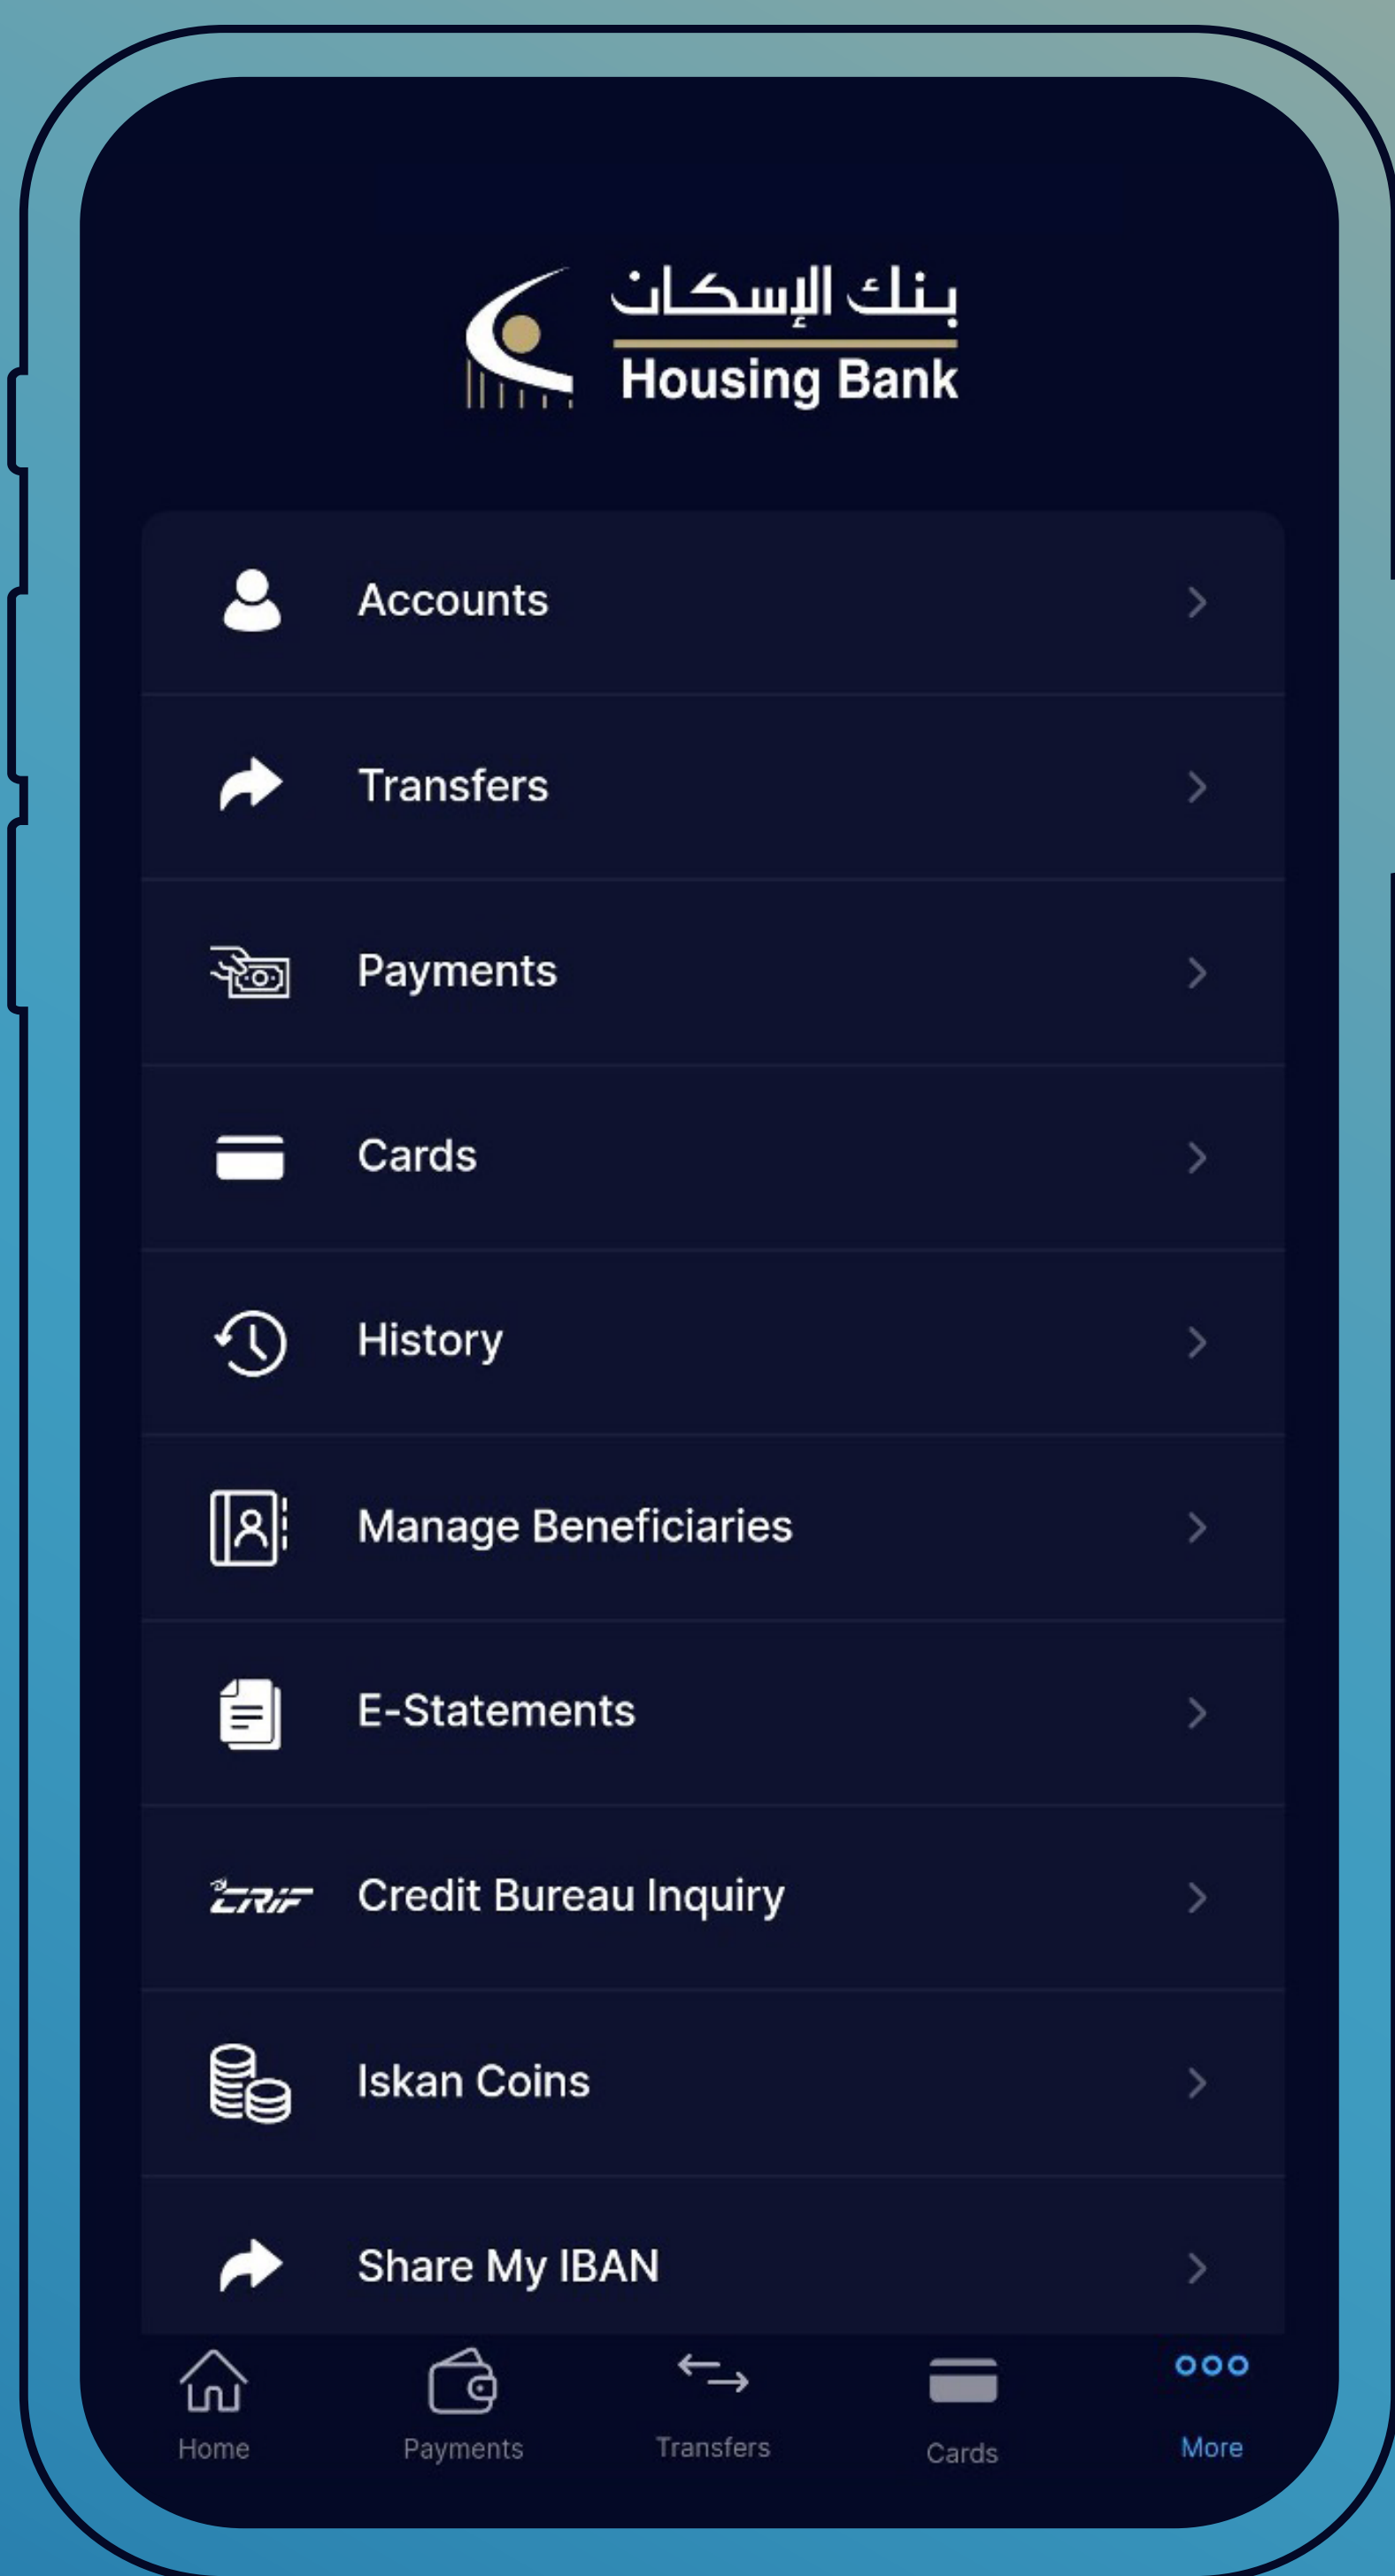 بنك الإسكان
Housing Bank
Accounts
Transfers
Payments
Cards
History
Manage Beneficiaries
E-Statements
CRIF Credit Bureau Inquiry
Iskan Coins
Share My IBAN
Home Payments Transfers Cards More